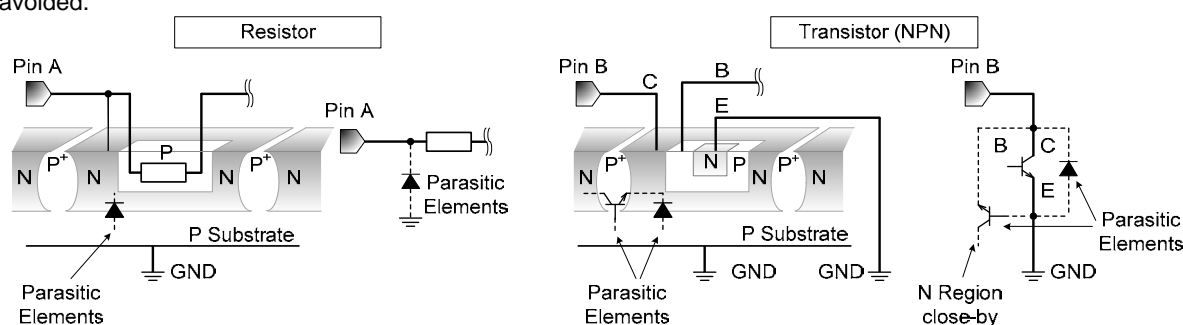 avoided.
Resistor
Transistor (NPN)
Pin A
Pin A
P
N P+ N N P+ N
Parasitic
Elements
P Substrate
GND
Parasitic
Elements
Pin B
C
B
E
N P+ N P N P+ N
P Substrate
GND
GND
Parasitic
Elements
Pin B
B C
E
Parasitic
Elements
GND
N Region
close-by